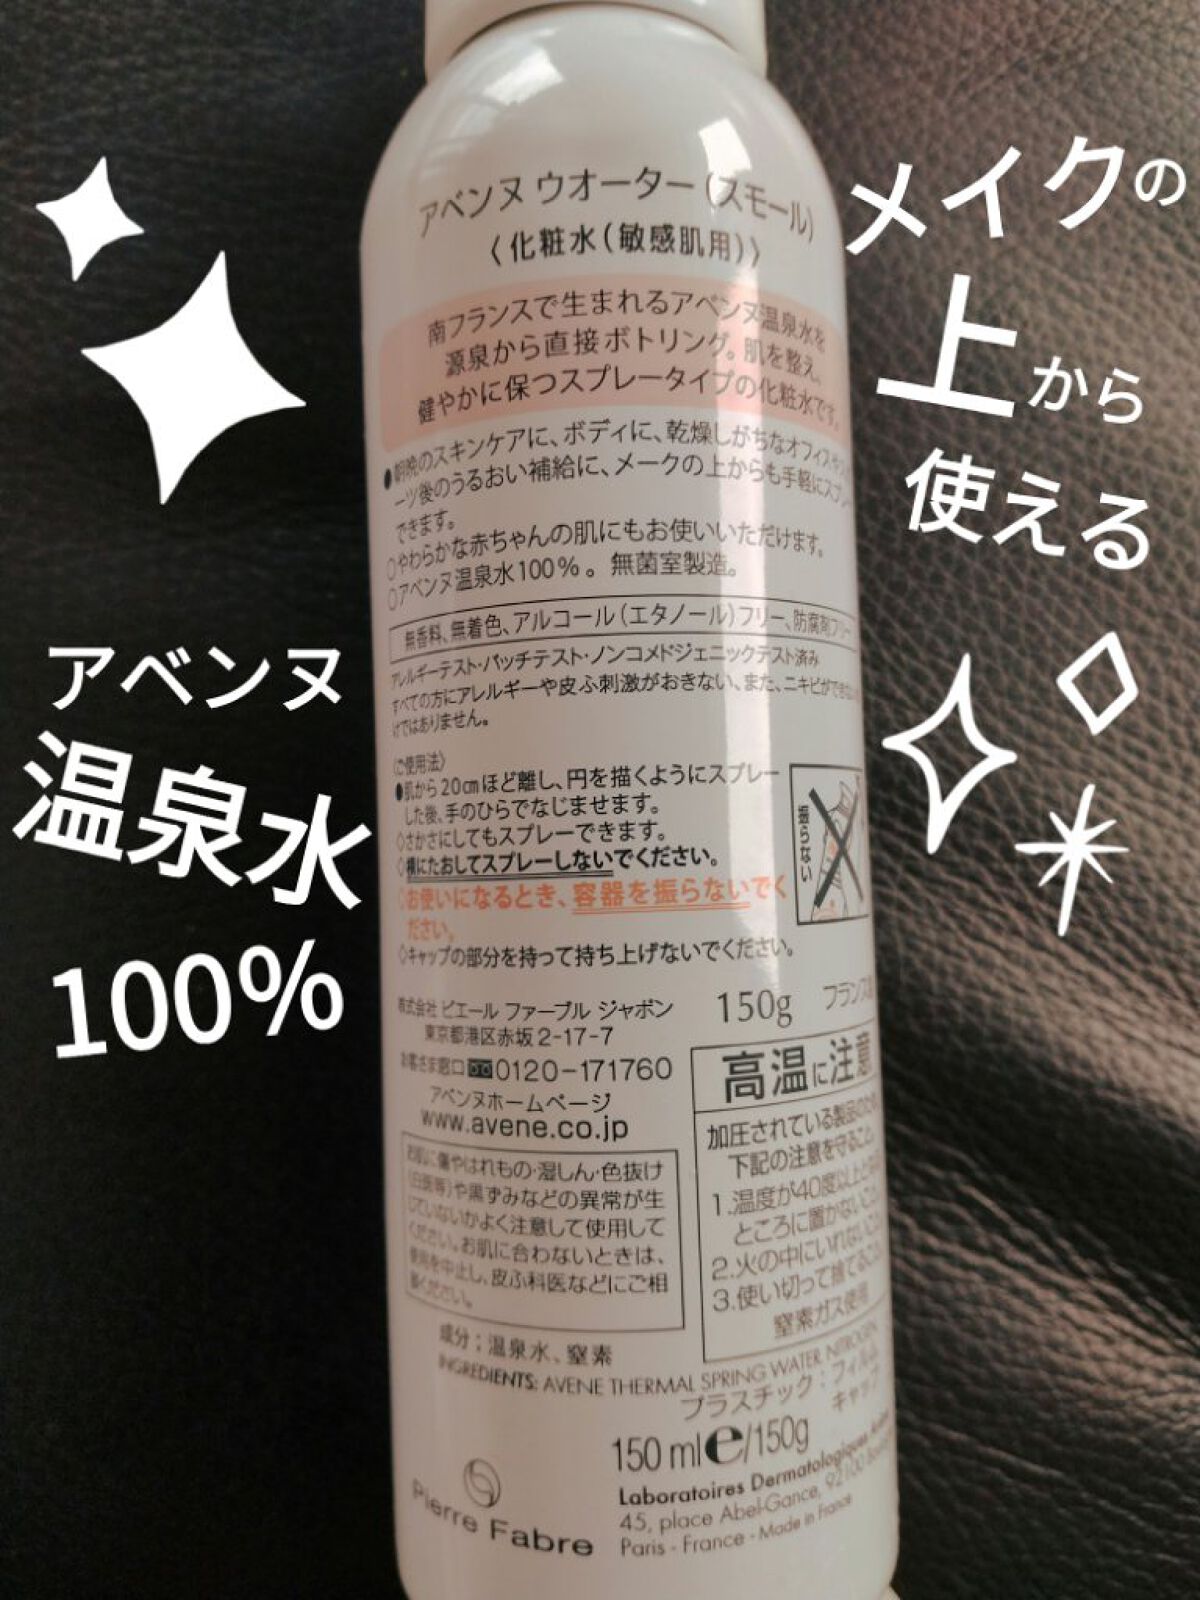 アベンヌ ウオーター（スモール）
〈化粧水（敏感肌用）〉
南フランスで生まれるアベンヌ温泉水を
源泉から直接ボトリング。肌を整え、
健やかに保つスプレータイプの化粧水です。
●朝晩のスキンケアに、ボディに、乾燥しがちなオフィスや
ーツ後のうるおい補給に、メークの上からも手軽にスプレー
できます。
○やわらかな赤ちゃんの肌にもお使いいただけます。
○アベンヌ温泉水100%。無菌室製造。
無香料、無着色、アルコール（エタノール）フリー、防腐剤フリー
アレルギーテスト・パッチテスト・ノンコメドジェニックテスト済み
すべての方にアレルギーや皮ふ刺激がおきない、また、ニキビができない
けではありません。
〈ご使用法〉
●肌から20cmほど離し、円を描くようにスプレー
した後、手のひらでなじませます。
◇さかさにしてもスプレーできます。
◇横にたおしてスプレーしないでください。
◇お使いになるとき、容器を振らないでく
ださい。
◇キャップの部分を持って持ち上げないでください。
振らない
株式会社 ピエール ファーブル ジャポン
東京都港区赤坂2-17-7
お客さま窓口 0120-171760
アベンヌホームページ
www.avene.co.jp
150g フランス
お肌に傷やはれもの・湿しん・色抜け
（白斑等）や黒ずみなどの異常が生
じていないかよく注意して使用して
ください。お肌に合わないときは、
使用を中止し、皮ふ科医などにご相
談ください。
高温に注意
加圧されている製品
下記の注意を守ること
1.温度が40度以上と
ところに置かないこと
2.火の中にいれないこと
3.使い切って捨てること
窒素ガス使用
成分；温泉水、窒素
INGREDIENTS: AVENE THERMAL SPRING WATER NITROGEN
プラスチック：フィルム
キャップ
150 ml e/150g
Laboratoires Dermatologiques
45, place Abel-Gance, 92100
Paris - France - Made in France
Pierre Fabre
メイクの
上から
使える
アベンヌ
温泉水
100%